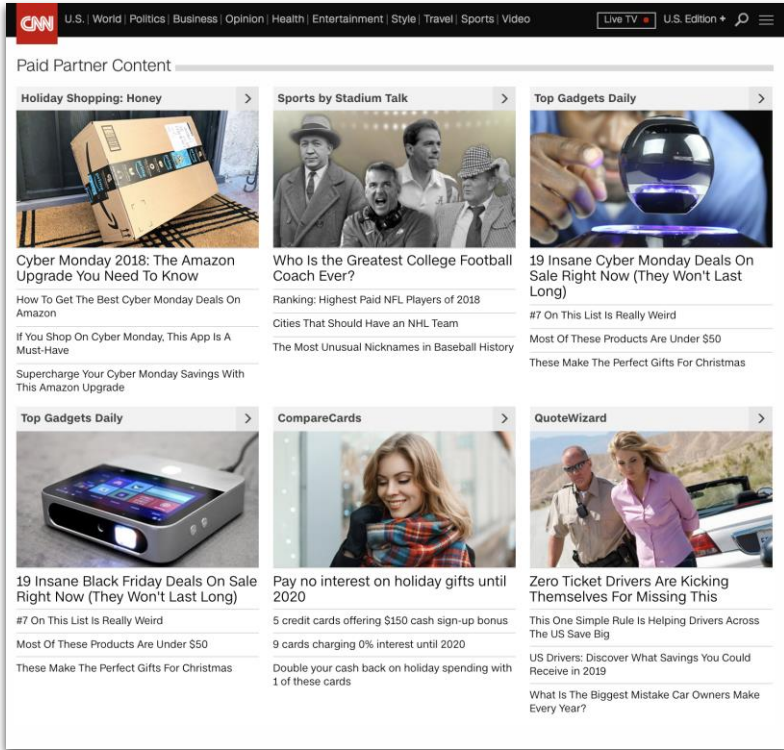 CNN U.S. | World | Politics | Business | Opinion | Health | Entertainment | Style | Travel | Sports | Video Live TV U.S. Edition +
Paid Partner Content
Holiday Shopping: Honey
Cyber Monday 2018: The Amazon
Upgrade You Need To Know
How To Get The Best Cyber Monday Deals On
Amazon
If You Shop On Cyber Monday, This App Is A
Must-Have
Supercharge Your Cyber Monday Savings With
This Amazon Upgrade
Sports by Stadium Talk
Who Is the Greatest College Football
Coach Ever?
Ranking: Highest Paid NFL Players of 2018
Cities That Should Have an NHL Team
The Most Unusual Nicknames in Baseball History
Top Gadgets Daily
19 Insane Cyber Monday Deals On
Sale Right Now (They Won't Last
Long)
#7 On This List Is Really Weird
Most Of These Products Are Under $50
These Make The Perfect Gifts For Christmas
Top Gadgets Daily
19 Insane Black Friday Deals On Sale
Right Now (They Won't Last Long)
#7 On This List Is Really Weird
Most Of These Products Are Under $50
These Make The Perfect Gifts For Christmas
CompareCards
Pay no interest on holiday gifts until
2020
5 credit cards offering $150 cash sign-up bonus
9 cards charging 0% interest until 2020
Double your cash back on holiday spending with
1 of these cards
QuoteWizard
Zero Ticket Drivers Are Kicking
Themselves For Missing This
This One Simple Rule Is Helping Drivers Across
The US Save Big
US Drivers: Discover What Savings You Could
Receive in 2019
What Is The Biggest Mistake Car Owners Make
Every Year?